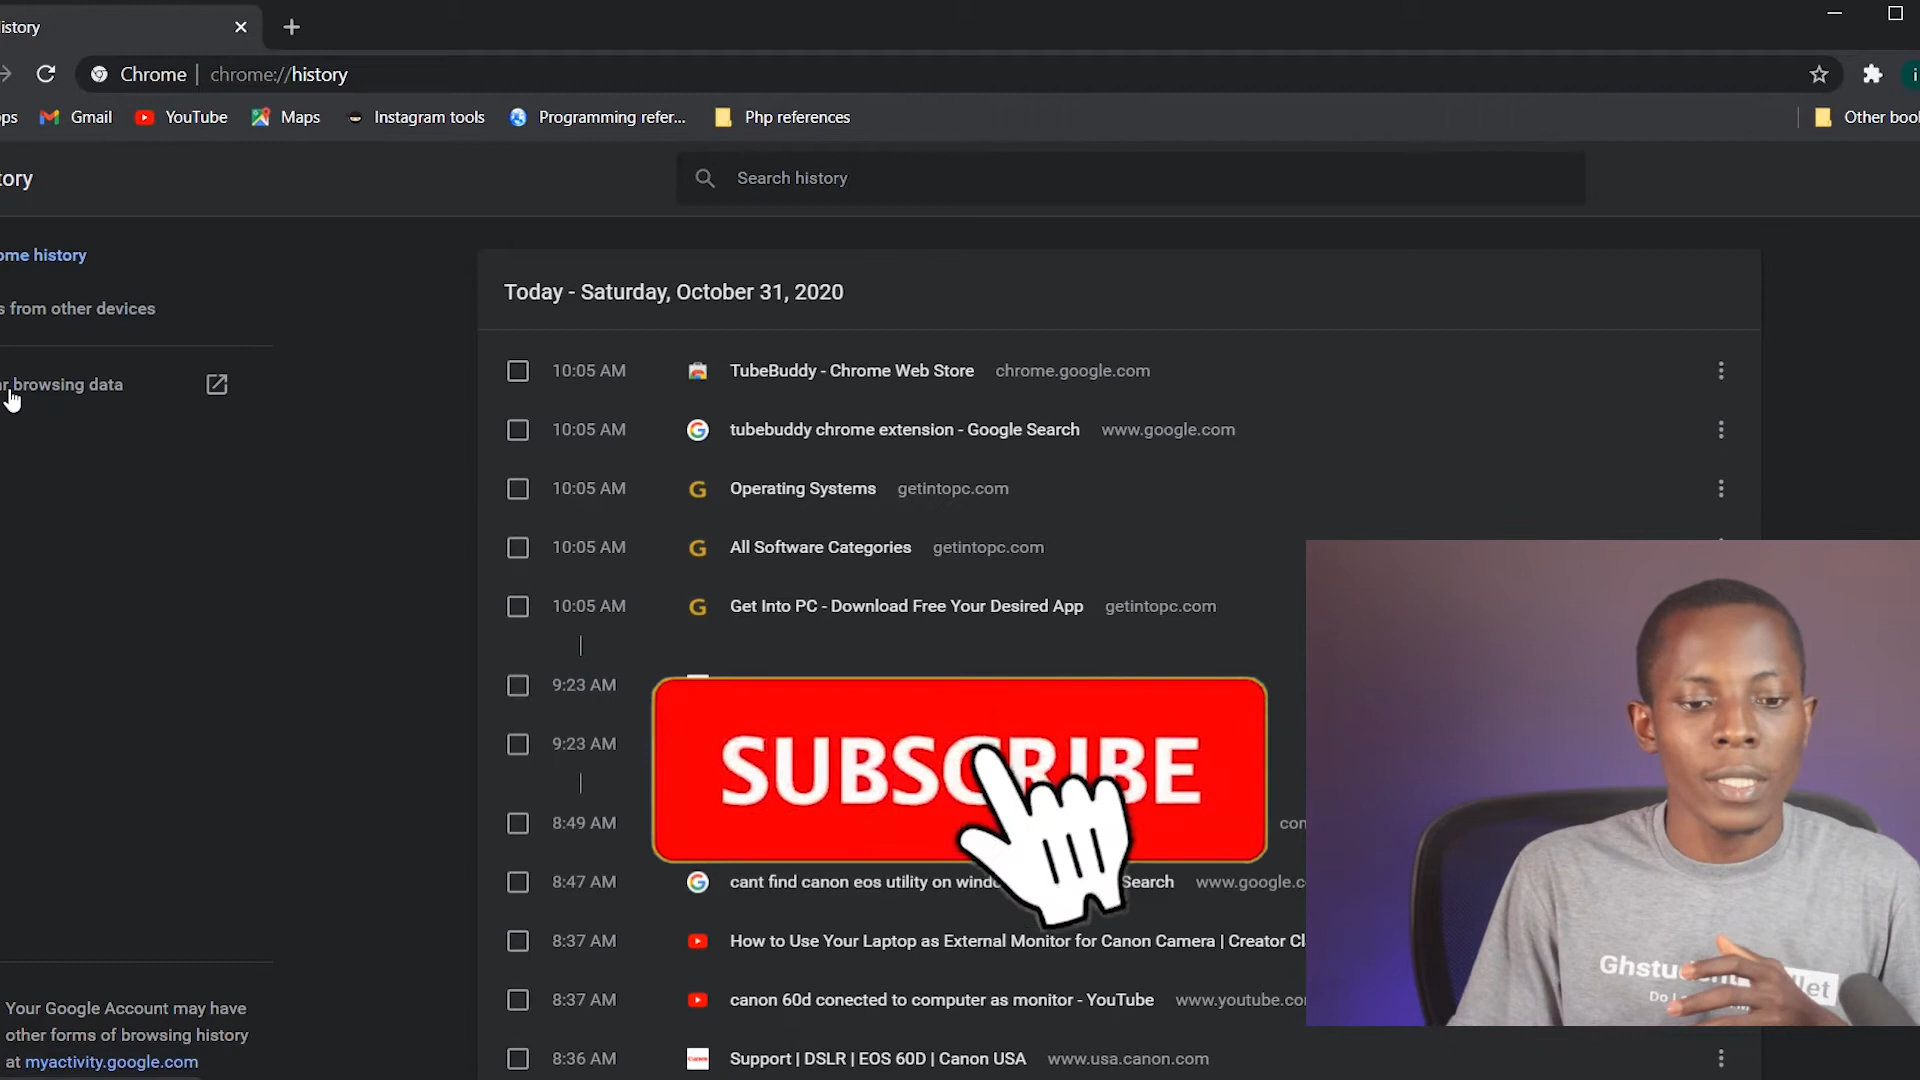 istory
Chrome | chrome://history
ps Gmail YouTube Maps Instagram tools Programming refer... Php references Other bool
tory
Search history
ome history
s from other devices
ar browsing data
Today - Saturday, October 31, 2020
10:05 AM TubeBuddy - Chrome Web Store chrome.google.com
10:05 AM tubebuddy chrome extension - Google Search www.google.com
10:05 AM Operating Systems getintopc.com
10:05 AM All Software Categories getintopc.com
10:05 AM Get Into PC - Download Free Your Desired App getintopc.com
9:23 AM
9:23 AM
SUBSCRIBE
8:49 AM con
8:47 AM cant find canon eos utility on windo Search www.google.c
8:37 AM How to Use Your Laptop as External Monitor for Canon Camera | Creator Cl
8:37 AM canon 60d conected to computer as monitor - YouTube www.youtube.co
8:36 AM Support | DSLR | EOS 60D | Canon USA www.usa.canon.com
Your Google Account may have
other forms of browsing history
at myactivity.google.com
Ghstud
Do